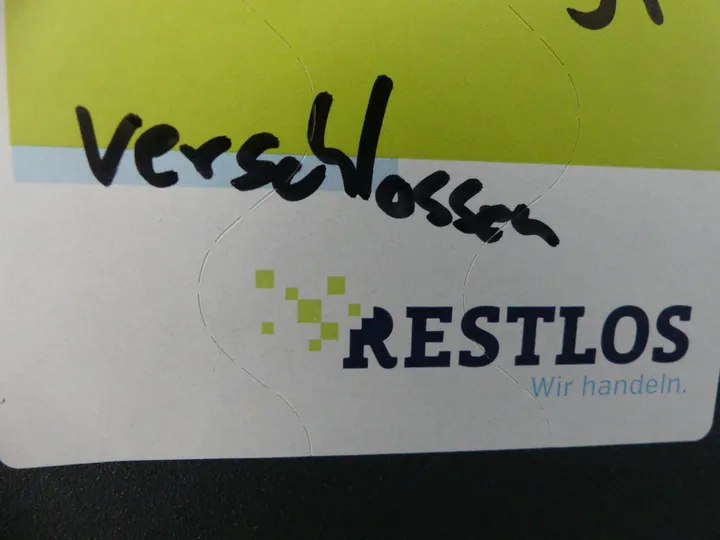 verschlossen
RESTLOS
Wir handeln.